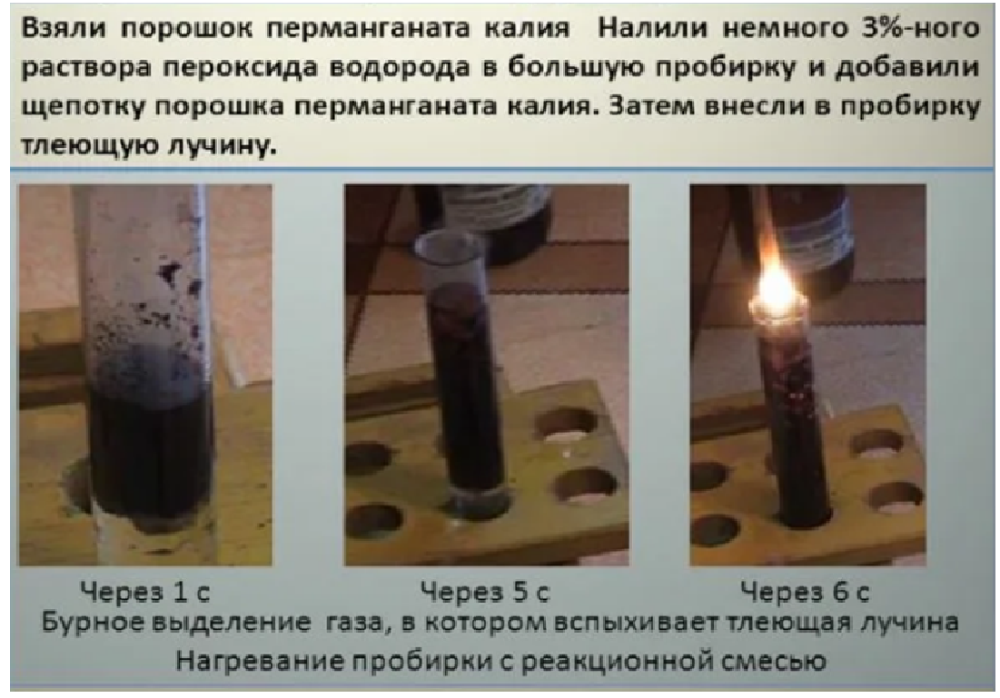 Взяли порошок перманганата калия Налили немного 3%-ного
раствора пероксида водорода в большую пробирку и добавили
щепотку порошка перманганата калия. Затем внесли в пробирку
тлеющую лучину.
Через 1 с
Через 5 с
Через 6 с
Бурное выделение газа, в котором вспыхивает тлеющая лучина
Нагревание пробирки с реакционной смесью